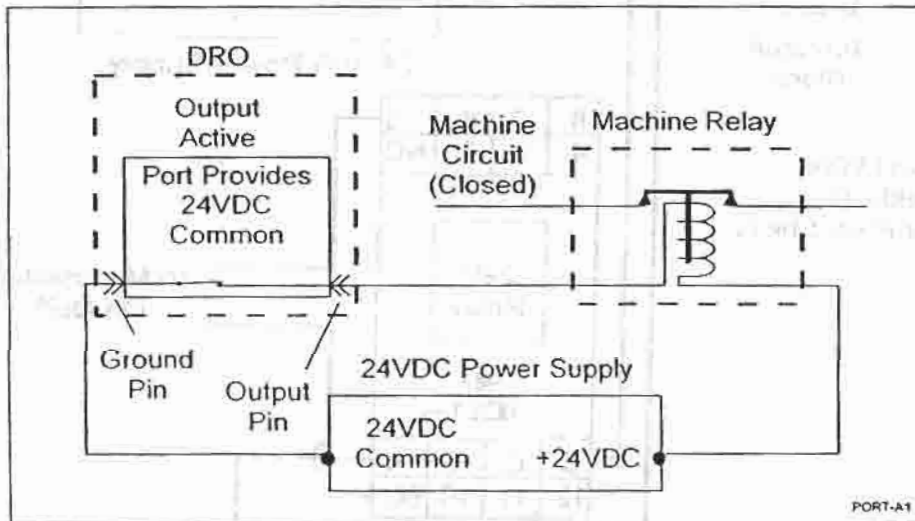 DRO
Output
Active
Port Provides
24VDC
Common
Machine
Circuit
(Closed)
Machine Relay
Ground
Pin
Output
Pin
24VDC Power Supply
24VDC
Common
+24VDC
PORT-A1